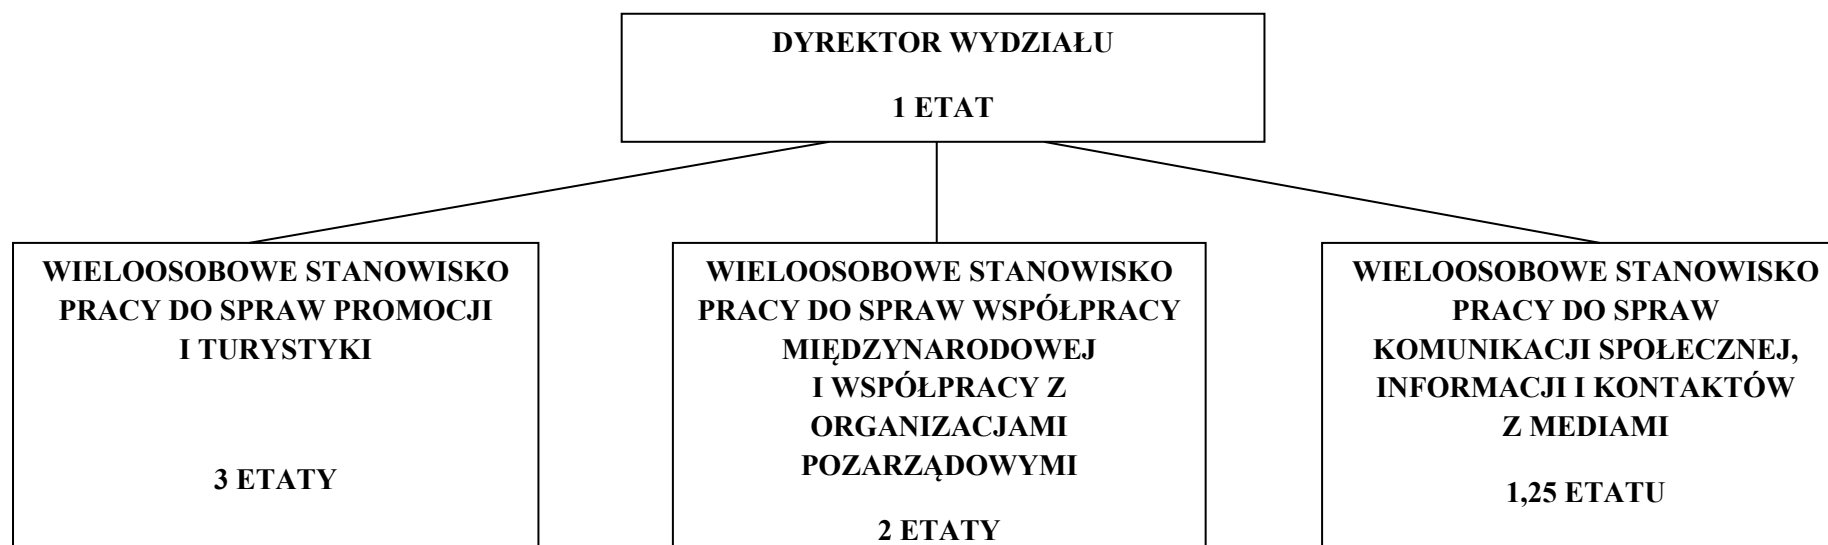 DYREKTOR WYDZIAŁU
1 ETAT
WIELOOSOBOWE STANOWISKO
PRACY DO SPRAW PROMOCJI
I TURYSTYKI
3 ETATY
WIELOOSOBOWE STANOWISKO
PRACY DO SPRAW WSPÓŁPRACY
MIĘDZYNARODOWEJ
I WSPÓŁPRACY Z
ORGANIZACJAMI
POZARZĄDOWYMI
2 ETATY
WIELOOSOBOWE STANOWISKO
PRACY DO SPRAW
KOMUNIKACJI SPOŁECZNEJ,
INFORMACJI I KONTAKTÓW
Z MEDIAMI
1,25 ETATU